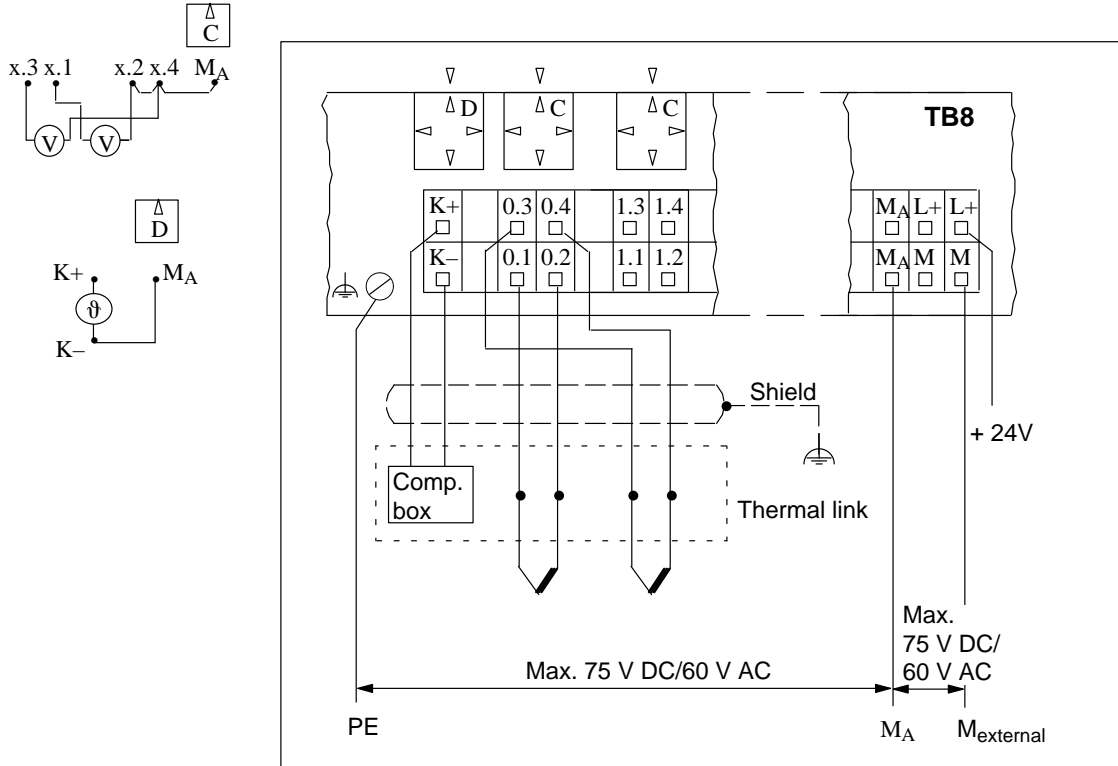 C
x.3 x.1 x.2 x.4 MA
V V
D
K+ MA
ϑ
K–
D C C TB8
K+ 0.3 0.4 1.3 1.4 MA L+ L+
K– 0.1 0.2 1.1 1.2 MA M M
Shield
+ 24V
Comp.
box
Thermal link
Max.
75 V DC/
60 V AC
Max. 75 V DC/60 V AC
PE MA Mexternal